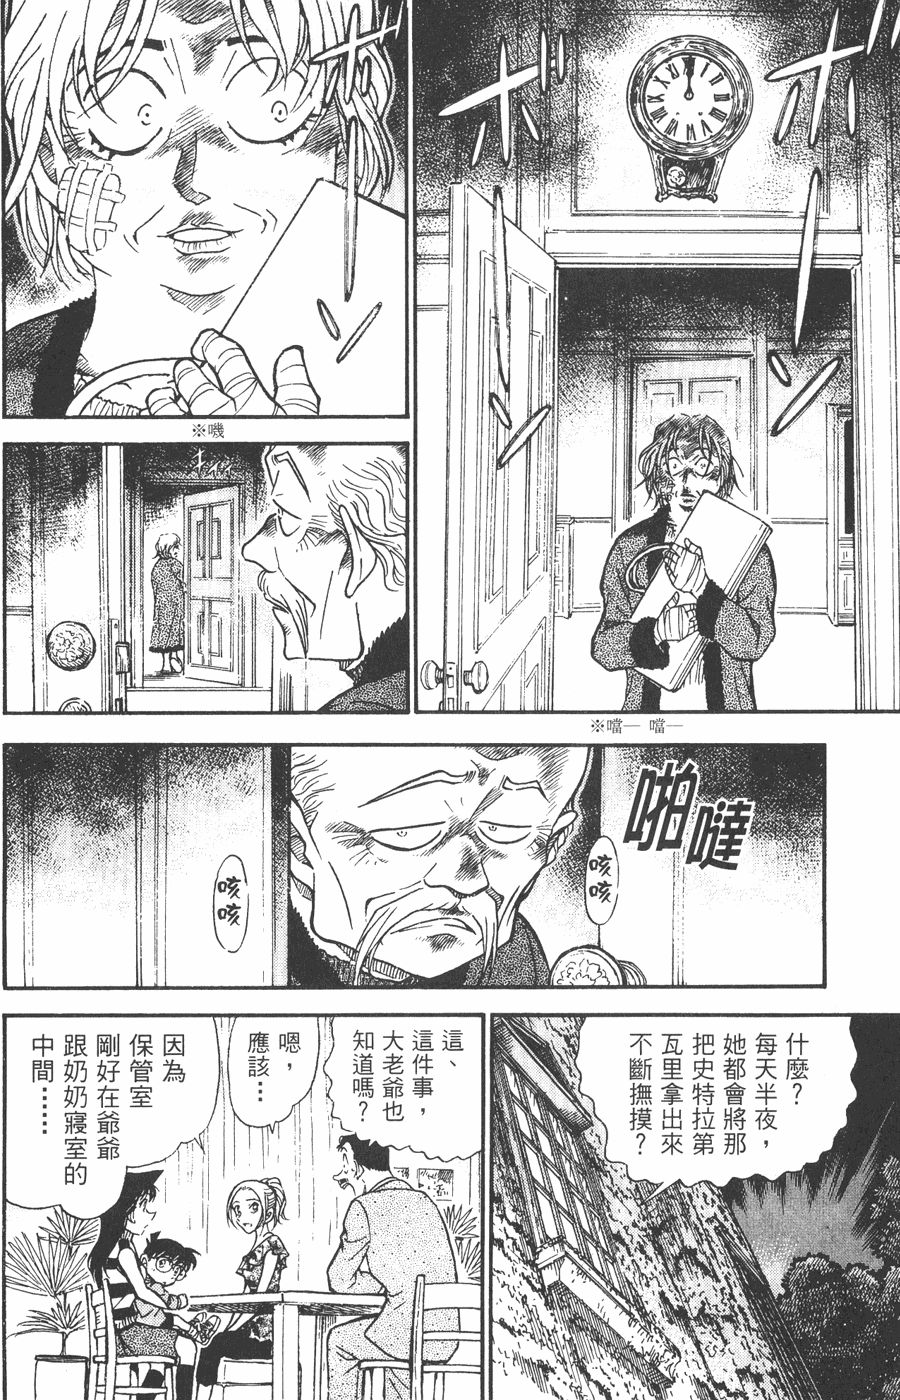 ※噹─ 噹─
※嘰
啪噠
咳咳
咳咳
什麼？
每天半夜，
她都會將那
把史特拉第
瓦里拿出來
不斷撫摸？
這、
這件事，
大老爺也
知道嗎？
嗯，
應該…
因為
保管室
剛好在爺爺
跟奶奶寢室的
中間……